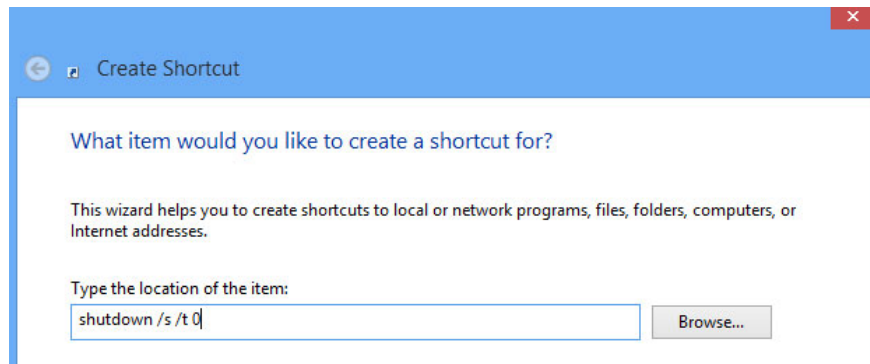 Create Shortcut
What item would you like to create a shortcut for?
This wizard helps you to create shortcuts to local or network programs, files, folders, computers, or
Internet addresses.
Type the location of the item:
shutdown /s /t 0
Browse...